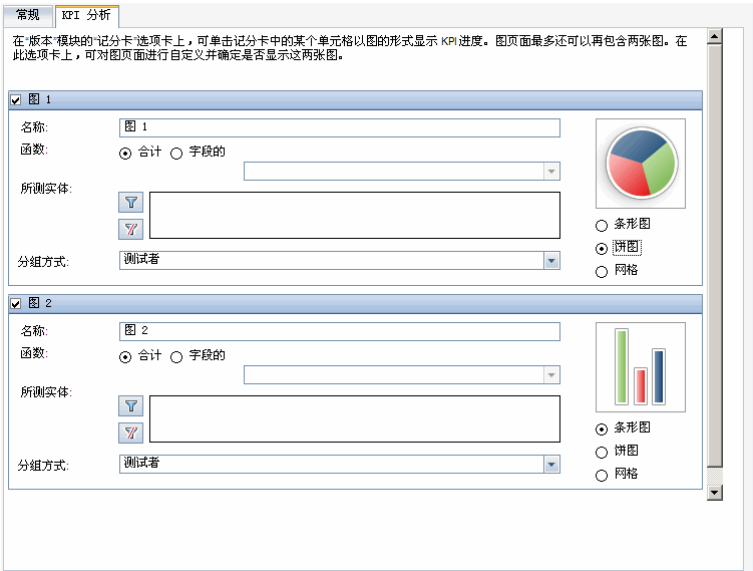 常规 KPI 分析
在“版本”模块的“记分卡”选项卡上，可单击记分卡中的某个单元格以图的形式显示 KPI 进度。图页面最多还可以再包含两张图。在
此选项卡上，可对图页面进行自定义并确定是否显示这两张图。
图 1
名称: 图 1
函数: 合计 字段的
所测实体:
条形图
饼图
分组方式: 测试者
网格
图 2
名称: 图 2
函数: 合计 字段的
所测实体:
条形图
饼图
分组方式: 测试者
网格